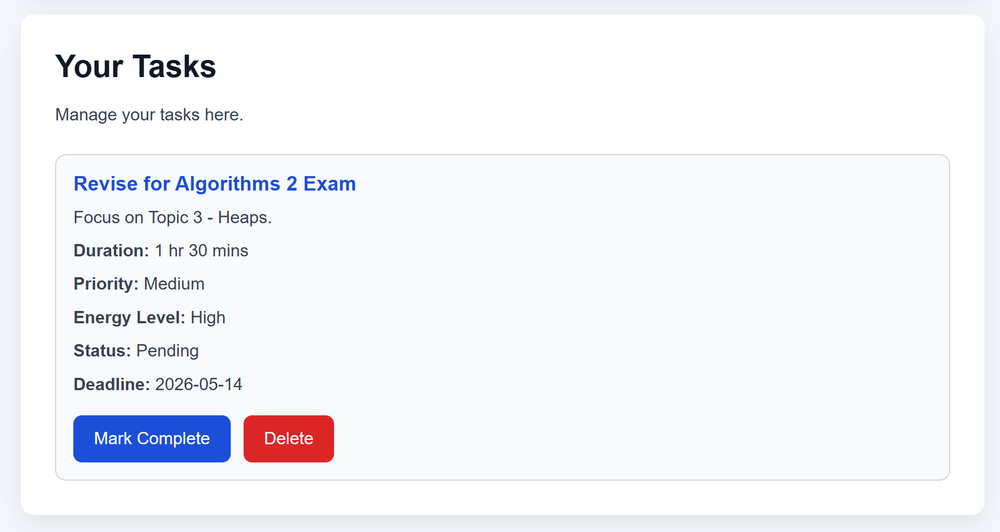 Your Tasks
Manage your tasks here.
Revise for Algorithms 2 Exam
Focus on Topic 3 - Heaps.
Duration: 1 hr 30 mins
Priority: Medium
Energy Level: High
Status: Pending
Deadline: 2026-05-14
Mark Complete
Delete